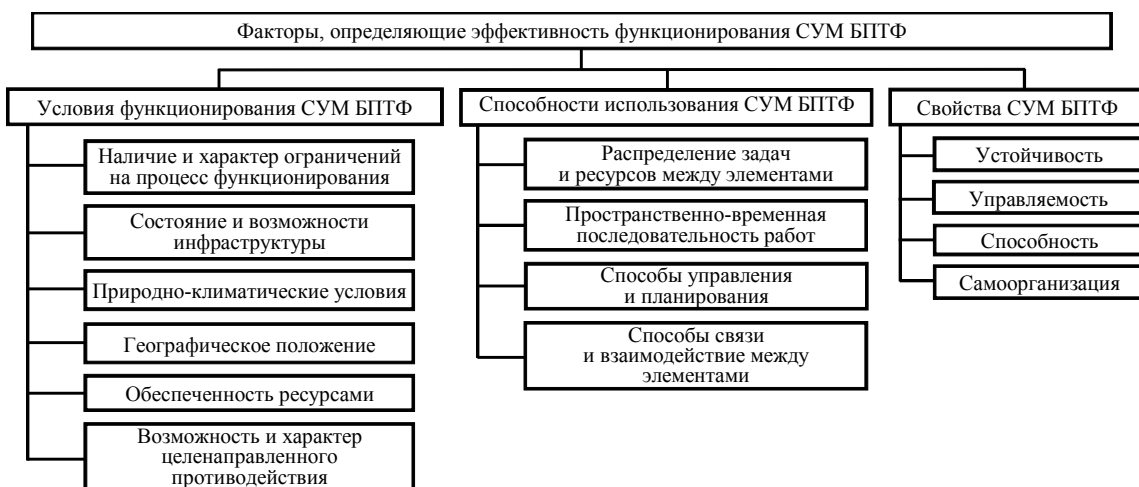 Факторы, определяющие эффективность функционирования СУМ БПТФ
Условия функционирования СУМ БПТФ
Наличие и характер ограничений
на процесс функционирования
Состояние и возможности
инфраструктуры
Природно-климатические условия
Географическое положение
Обеспеченность ресурсами
Возможность и характер
целенаправленного
противодействия
Способности использования СУМ БПТФ
Распределение задач
и ресурсов между элементами
Пространственно-временная
последовательность работ
Способы управления
и планирования
Способы связи
и взаимодействие между
элементами
Свойства СУМ БПТФ
Устойчивость
Управляемость
Способность
Самоорганизация